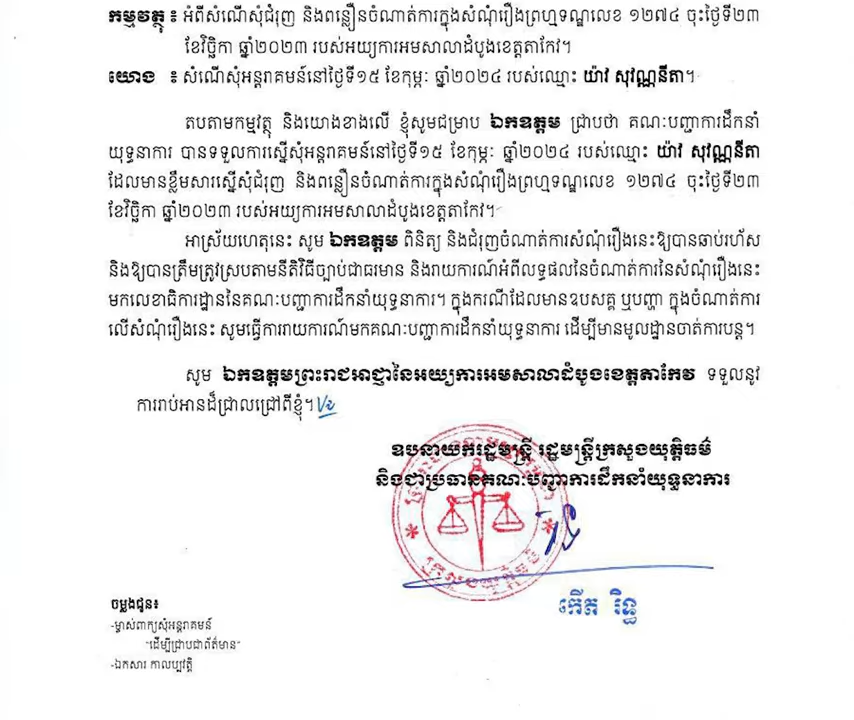 កម្មវត្ថុ ៖ អំពីសំណើសុំជំរុញ និងពន្លឿនចំណាត់ការក្នុងសំណុំរឿងព្រហ្មទណ្ឌលេខ ១២៧៤ ចុះថ្ងៃទី២៣
ខែវិច្ឆិកា ឆ្នាំ២០២៣ របស់អយ្យការអមសាលាដំបូងខេត្តតាកែវ។
យោង ៖ សំណើសុំអន្តរាគមន៍នៅថ្ងៃទី១៥ ខែកុម្ភៈ ឆ្នាំ២០២៤ របស់ឈ្មោះ យ៉ាវ សុវណ្ណនីតា។
តបតាមកម្មវត្ថុ និងយោងខាងលើ ខ្ញុំសូមជម្រាប ឯកឧត្តម ជ្រាបថា គណៈបញ្ជាការដឹកនាំ
យុទ្ធនាការ បានទទួលការស្នើសុំអន្តរាគមន៍នៅថ្ងៃទី១៥ ខែកុម្ភៈ ឆ្នាំ២០២៤ របស់ឈ្មោះ យ៉ាវ សុវណ្ណនីតា
ដែលមានខ្លឹមសារស្នើសុំជំរុញ និងពន្លឿនចំណាត់ការក្នុងសំណុំរឿងព្រហ្មទណ្ឌលេខ ១២៧៤ ចុះថ្ងៃទី២៣
ខែវិច្ឆិកា ឆ្នាំ២០២៣ របស់អយ្យការអមសាលាដំបូងខេត្តតាកែវ។
អាស្រ័យហេតុនេះ សូម ឯកឧត្តម ពិនិត្យ និងជំរុញចំណាត់ការសំណុំរឿងនេះឱ្យបានឆាប់រហ័ស
និងឱ្យបានត្រឹមត្រូវស្របតាមនីតិវិធីច្បាប់ជាធរមាន និងរាយការណ៍អំពីលទ្ធផលនៃចំណាត់ការនៃសំណុំរឿងនេះ
មកលេខាធិការដ្ឋាននៃគណៈបញ្ជាការដឹកនាំយុទ្ធនាការ។ ក្នុងករណីដែលមានឧបសគ្គ ឬបញ្ហា ក្នុងចំណាត់ការ
លើសំណុំរឿងនេះ សូមធ្វើការរាយការណ៍មកគណៈបញ្ជាការដឹកនាំយុទ្ធនាការ ដើម្បីមានមូលដ្ឋានចាត់ការបន្ត។
សូម ឯកឧត្តមព្រះរាជអាជ្ញានៃអយ្យការអមសាលាដំបូងខេត្តតាកែវ ទទួលនូវ
ការរាប់អានដ៏ជ្រាលជ្រៅពីខ្ញុំ។
ឧបនាយករដ្ឋមន្ត្រី រដ្ឋមន្ត្រីក្រសួងយុត្តិធម៌
និងជាប្រធានគណៈបញ្ជាការដឹកនាំយុទ្ធនាការ
កើត រិទ្ធ
ចម្លងជូន៖
-ម្ចាស់ពាក្យសុំអន្តរាគមន៍
"ដើម្បីជ្រាបជាព័ត៌មាន"
-ឯកសារ កាលប្បវត្តិ